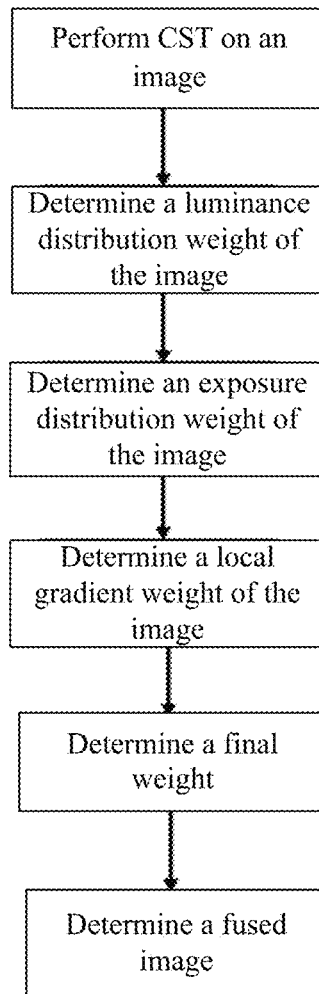 Perform CST on an
image
Determine a luminance
distribution weight of
the image
Determine an exposure
distribution weight of
the image
Determine a local
gradient weight of the
image
Determine a final
weight
Determine a fused
image